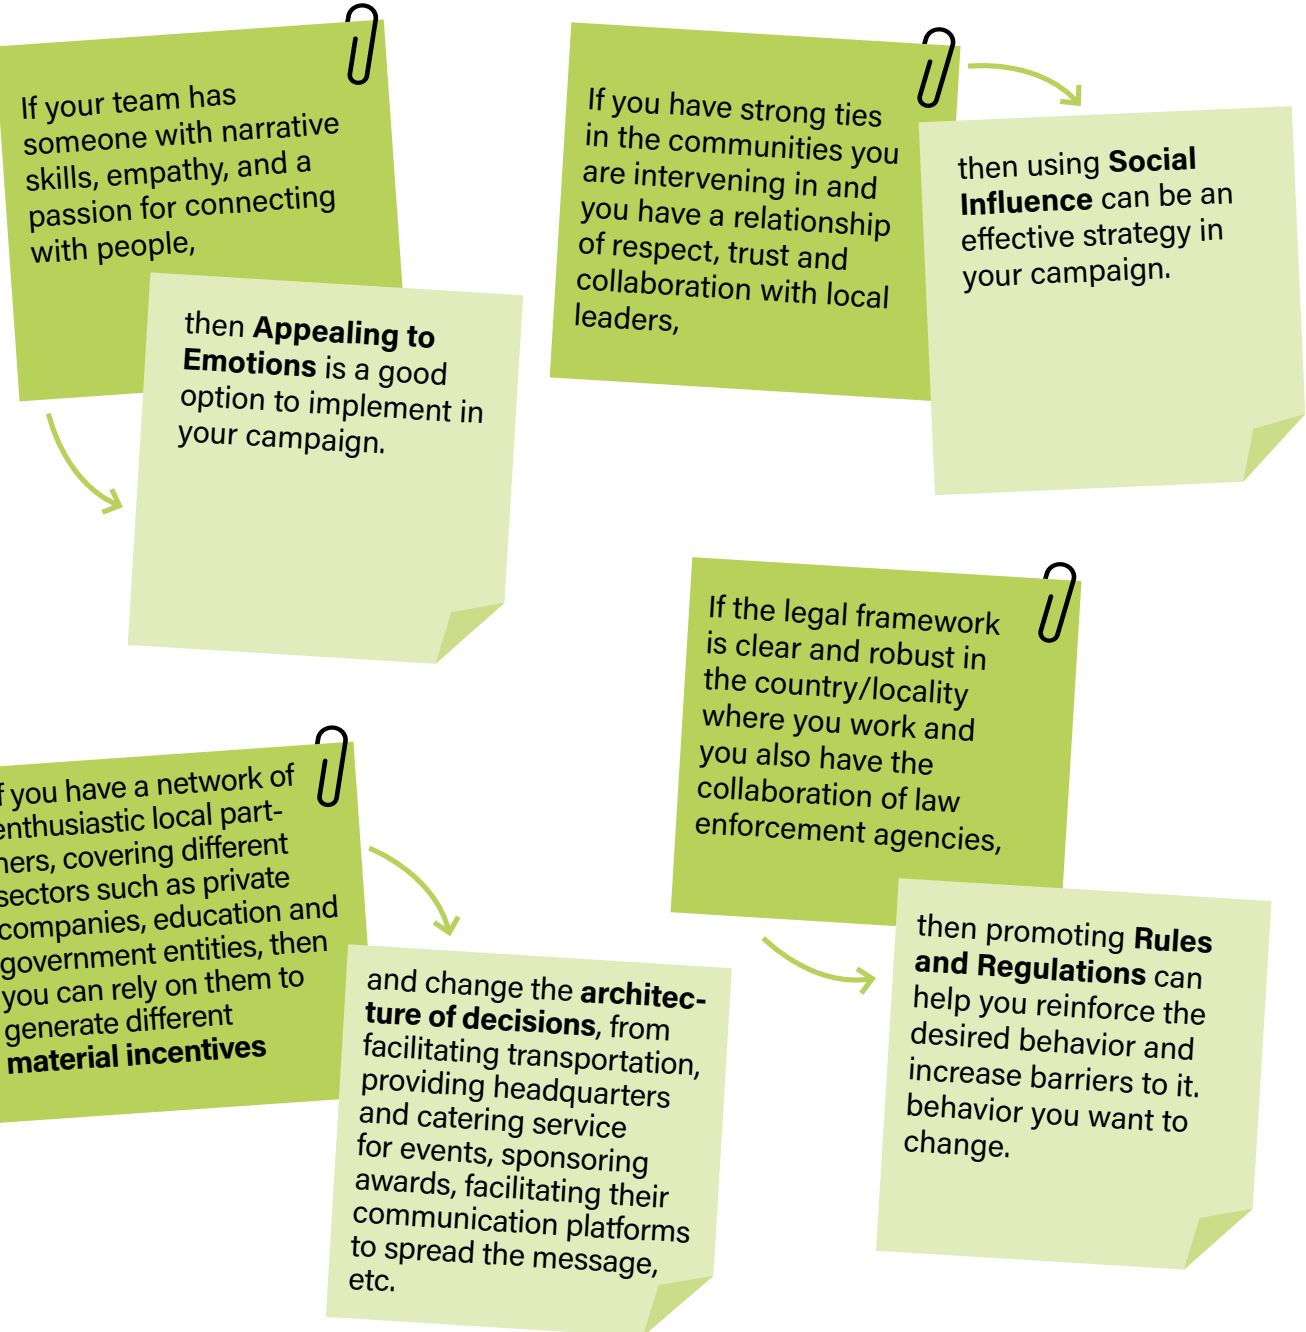 If your team has
someone with narrative
skills, empathy, and a
passion for connecting
with people,
then Appealing to
Emotions is a good
option to implement in
your campaign.
If you have strong ties
in the communities you
are intervening in and
you have a relationship
of respect, trust and
collaboration with local
leaders,
then using Social
Influence can be an
effective strategy in
your campaign.
f you have a network of
enthusiastic local part-
ners, covering different
sectors such as private
companies, education and
government entities, then
you can rely on them to
generate different
material incentives
and change the architec-
ture of decisions, from
facilitating transportation,
providing headquarters
and catering service
for events, sponsoring
awards, facilitating their
communication platforms
to spread the message,
etc.
If the legal framework
is clear and robust in
the country/locality
where you work and
you also have the
collaboration of law
enforcement agencies,
then promoting Rules
and Regulations can
help you reinforce the
desired behavior and
increase barriers to it.
behavior you want to
change.